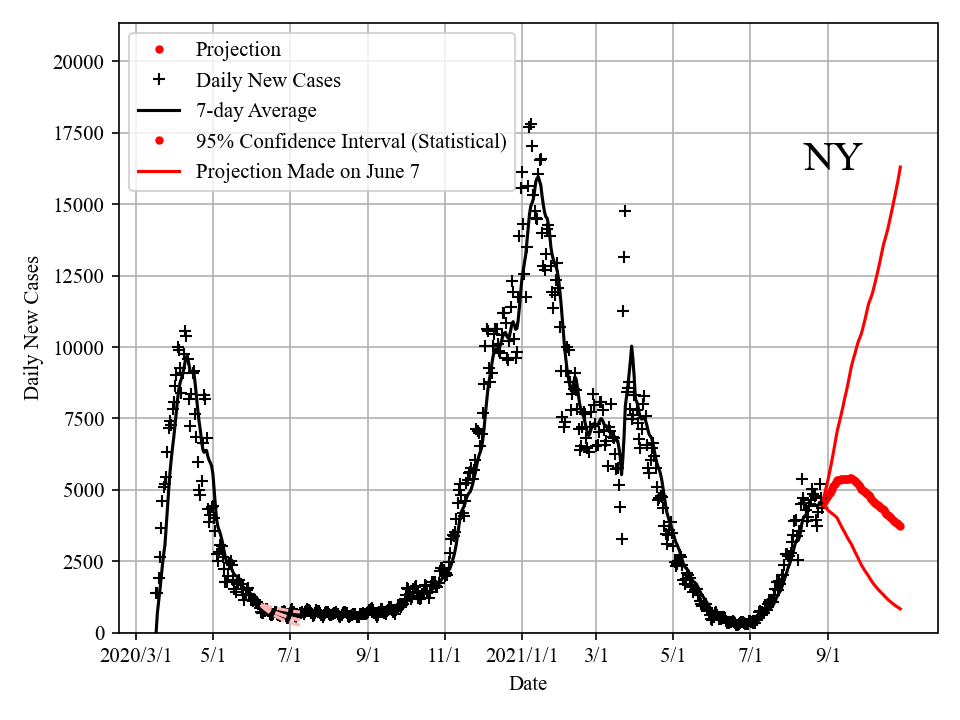 Projection
Daily New Cases
7-day Average
95% Confidence Interval (Statistical)
Projection Made on June 7
NY
20000
17500
15000
12500
10000
7500
5000
2500
0
Daily New Cases
2020/3/1 5/1 7/1 9/1 11/1 2021/1/1 3/1 5/1 7/1 9/1
Date